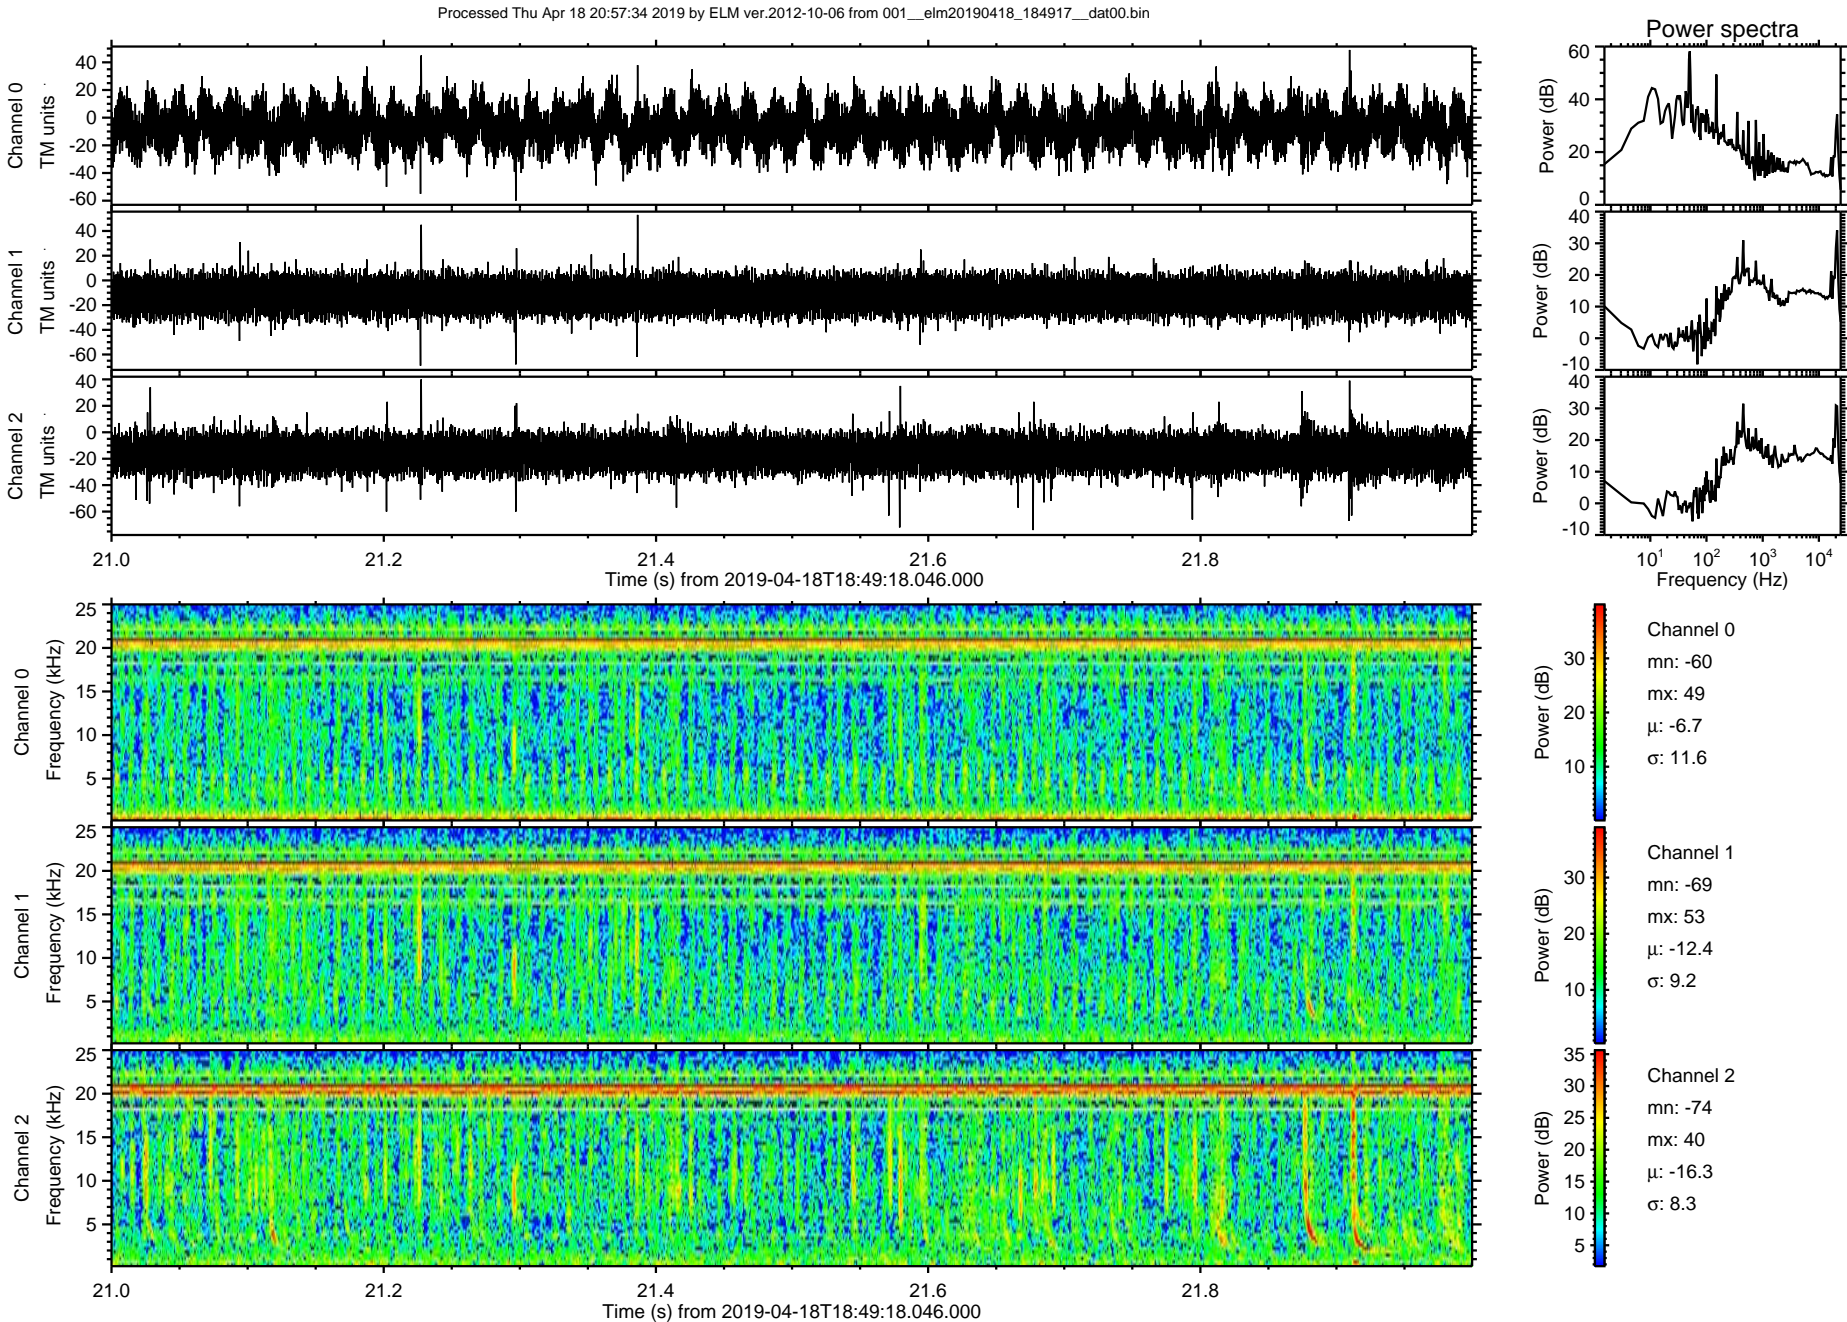 Processed Thu Apr 18 20:57:34 2019 by ELM ver.2012-10-06 from 001__elm20190418_184917__dat00.bin
Power spectra
Channel 0
TM units
40
20
0
-20
-40
-60
Power (dB)
60
40
20
0
Channel 1
TM units
40
20
0
-20
-40
-60
Power (dB)
40
30
20
10
0
-10
Channel 2
TM units
40
20
0
-20
-40
-60
Power (dB)
40
30
20
10
0
-10
21.0 21.2 21.4 21.6 21.8
Time (s) from 2019-04-18T18:49:18.046.000
10¹ 10² 10³ 10⁴
Frequency (Hz)
Channel 0
Frequency (kHz)
25
20
15
10
5
Power (dB)
30
20
10
Channel 0
mn: -60
mx: 49
μ: -6.7
σ: 11.6
Channel 1
Frequency (kHz)
25
20
15
10
5
Power (dB)
30
20
10
Channel 1
mn: -69
mx: 53
μ: -12.4
σ: 9.2
Channel 2
Frequency (kHz)
25
20
15
10
5
Power (dB)
35
30
25
20
15
10
5
Channel 2
mn: -74
mx: 40
μ: -16.3
σ: 8.3
21.0 21.2 21.4 21.6 21.8
Time (s) from 2019-04-18T18:49:18.046.000